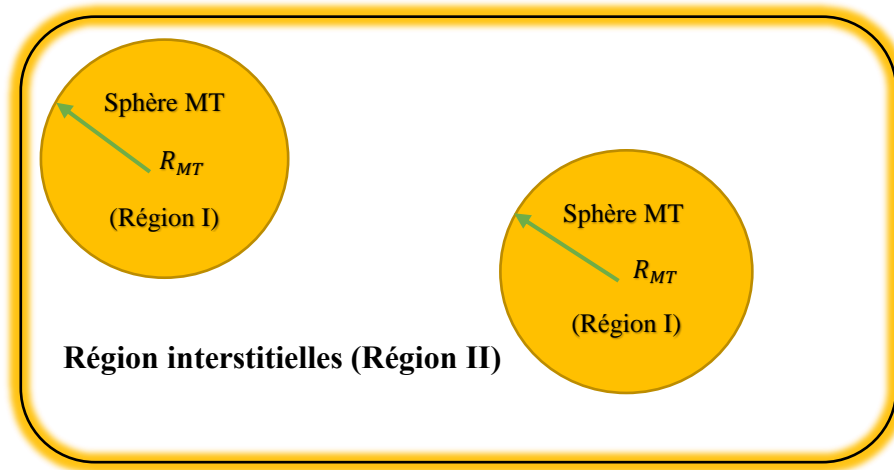 Sphère MT
R_MT
(Région I)
Sphère MT
R_MT
(Région I)
Région interstitielles (Région II)